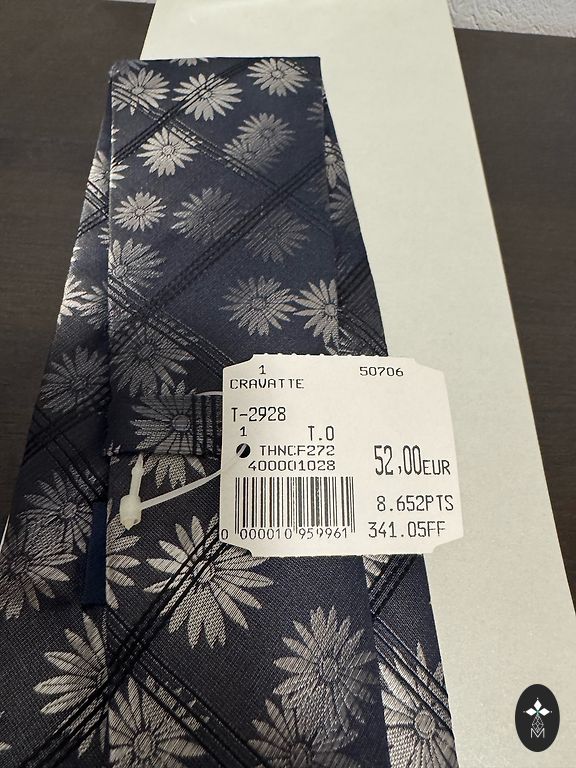 1 50706
CRAVATTE
T-2928
1 T.0
THNCF272
400001028
52,00EUR
8.652PTS
341.05FF
0 000010 959961
M